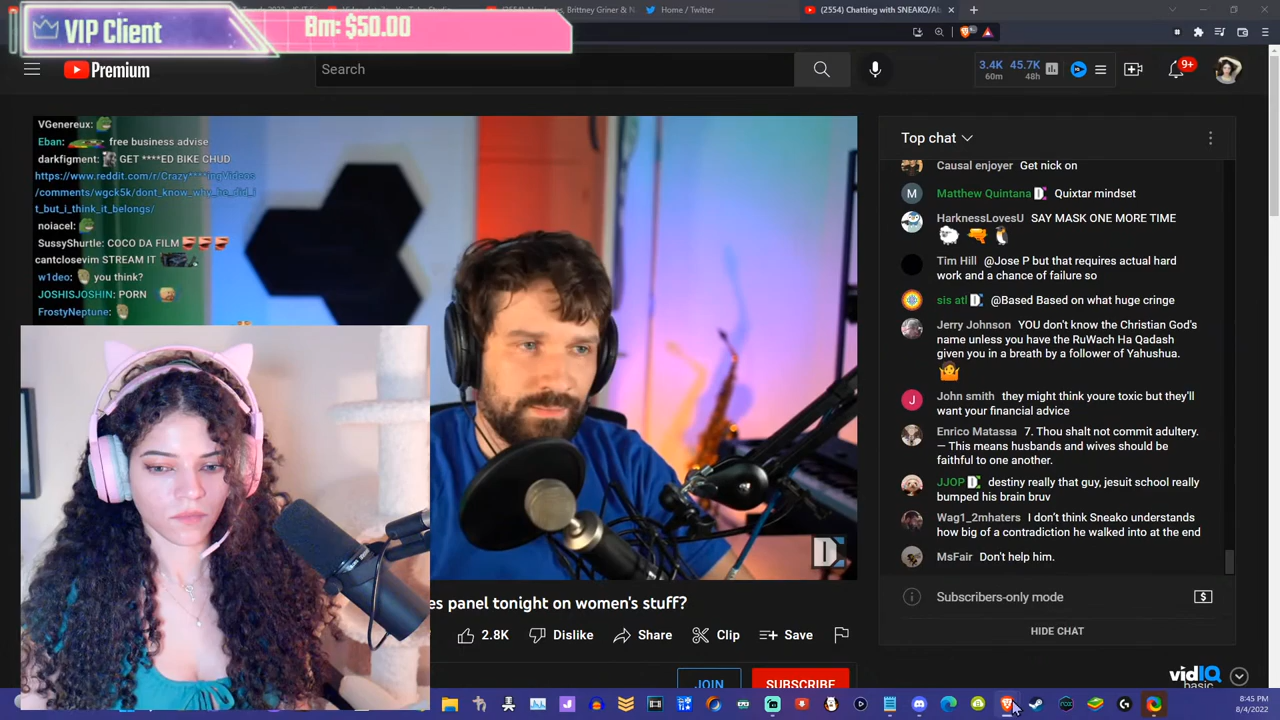 VIP Client
8m: $50.00
(2554) Chatting with SNEAKO/AL
Home / Twitter
Premium
Search
3.4K 45.7K
60m 48h
9+
VGenereux:
Eban: free business advise
darkfigment: GET ****ED BIKE CHUD
https://www.reddit.com/r/Crazy****ingVideos
/comments/wgck5k/dont_know_why_he_did_i
t_but_i_think_it_belongs/
noiacel:
SussyShurtle: COCO DA FILM
cantclosevim STREAM IT
w1deo: you think?
JOSHISJOSHIN: PORN
FrostyNeptune:
Top chat
Causal enjoyer Get nick on
M Matthew Quintana Quixtar mindset
HarknessLovesU SAY MASK ONE MORE TIME
Tim Hill @Jose P but that requires actual hard
work and a chance of failure so
sis atl @Based Based on what huge cringe
Jerry Johnson YOU don't know the Christian God's
name unless you have the RuWach Ha Qadash
given you in a breath by a follower of Yahushua.
J John smith they might think youre toxic but they'll
want your financial advice
Enrico Matassa 7. Thou shalt not commit adultery.
— This means husbands and wives should be
faithful to one another.
JJOP destiny really that guy, jesuit school really
bumped his brain bruv
Wag1_2mhaters I don't think Sneako understands
how big of a contradiction he walked into at the end
MsFair Don't help him.
Subscribers-only mode
HIDE CHAT
es panel tonight on women's stuff?
2.8K Dislike Share Clip Save
JOIN SUBSCRIBE
vidIQ
basic
8:45 PM
8/4/2022